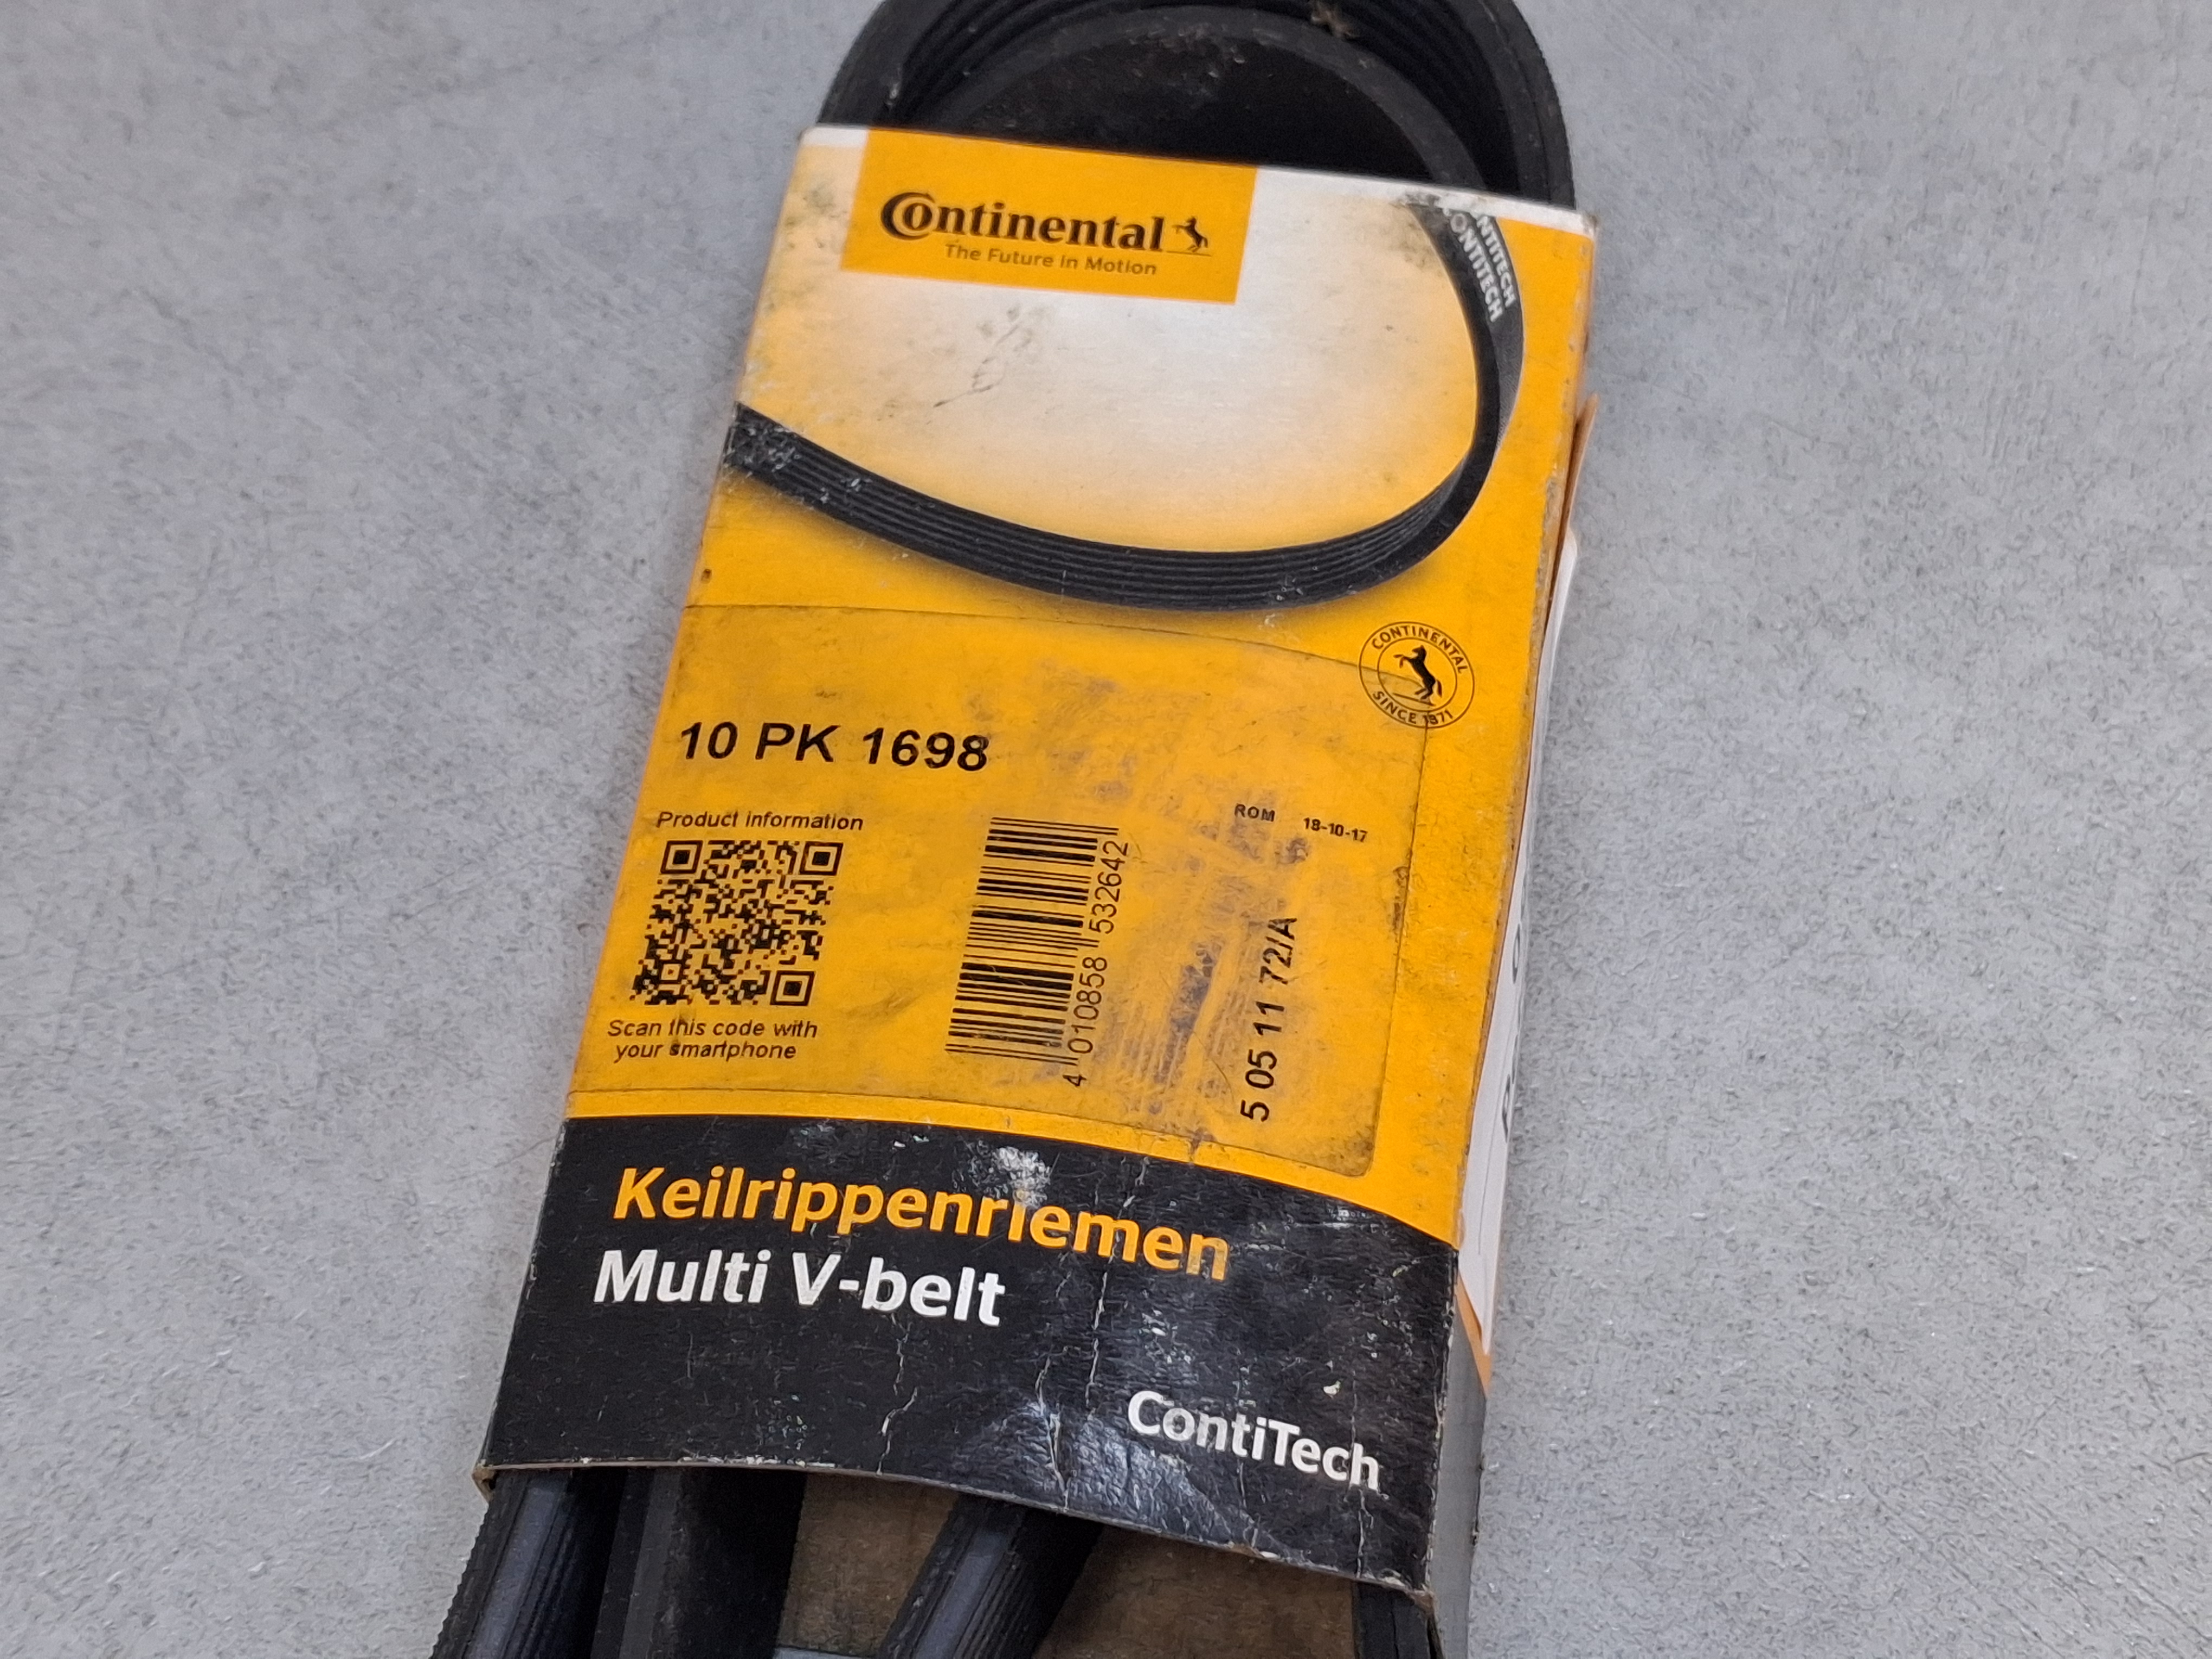 Continental
The Future in Motion
CONTITECH
CONTINENTAL
SINCE 1871
10 PK 1698
Product information
ROM 18-10-17
4 010858 532642
5 05 11 72/A
Scan this code with
your smartphone
Keilrippenriemen
Multi V-belt
ContiTech